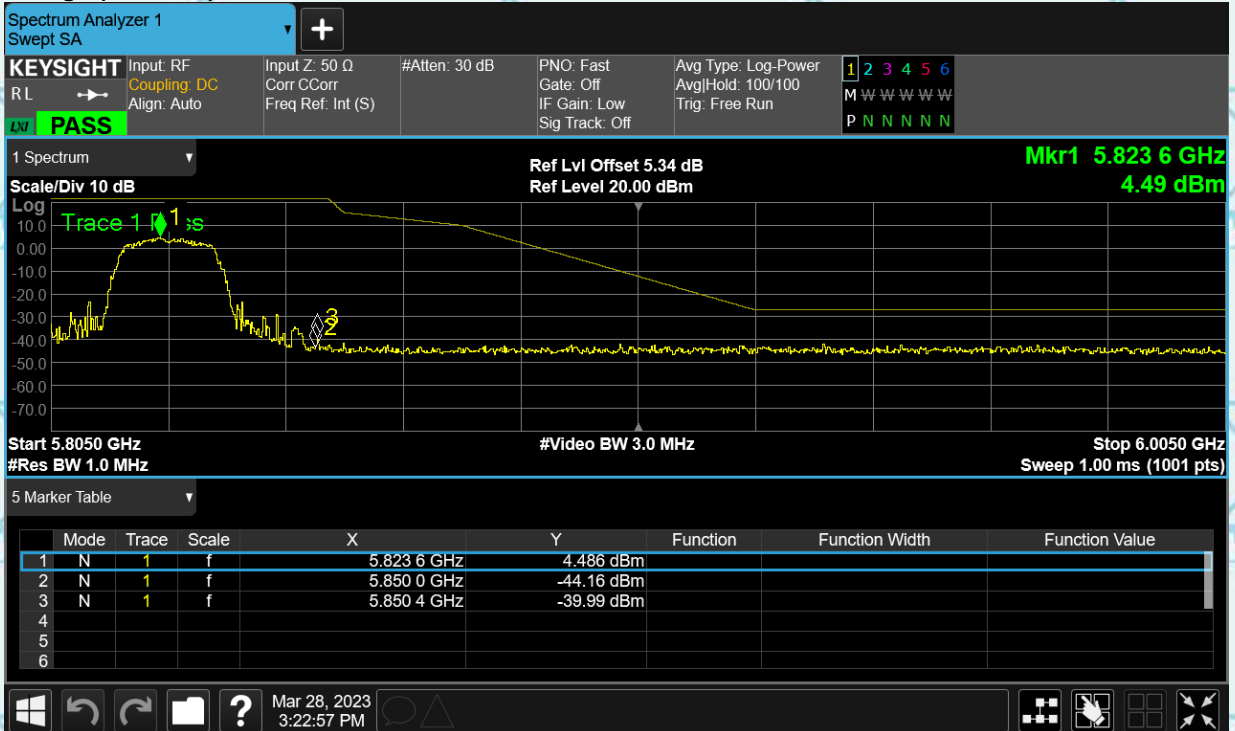 Spectrum Analyzer 1
Swept SA
KEYSIGHT Input: RF Input Z: 50 Ω #Atten: 30 dB PNO: Fast Avg Type: Log-Power 1 2 3 4 5 6
RL Coupling: DC Corr CCorr Gate: Off Avg|Hold: 100/100 M W W W W W
Align: Auto Freq Ref: Int (S) IF Gain: Low Trig: Free Run
LXI PASS Sig Track: Off P N N N N N
1 Spectrum Ref Lvl Offset 5.34 dB Mkr1 5.823 6 GHz
Scale/Div 10 dB Ref Level 20.00 dBm 4.49 dBm
Log
Trace 1 1 ss
10.0
0.00
-10.0
-20.0
-30.0 3
2
-40.0
-50.0
-60.0
-70.0
Start 5.8050 GHz #Video BW 3.0 MHz Stop 6.0050 GHz
#Res BW 1.0 MHz Sweep 1.00 ms (1001 pts)
5 Marker Table
Mode Trace Scale X Y Function Function Width Function Value
1 N 1 f 5.823 6 GHz 4.486 dBm
2 N 1 f 5.850 0 GHz -44.16 dBm
3 N 1 f 5.850 4 GHz -39.99 dBm
4
5
6
? Mar 28, 2023
3:22:57 PM